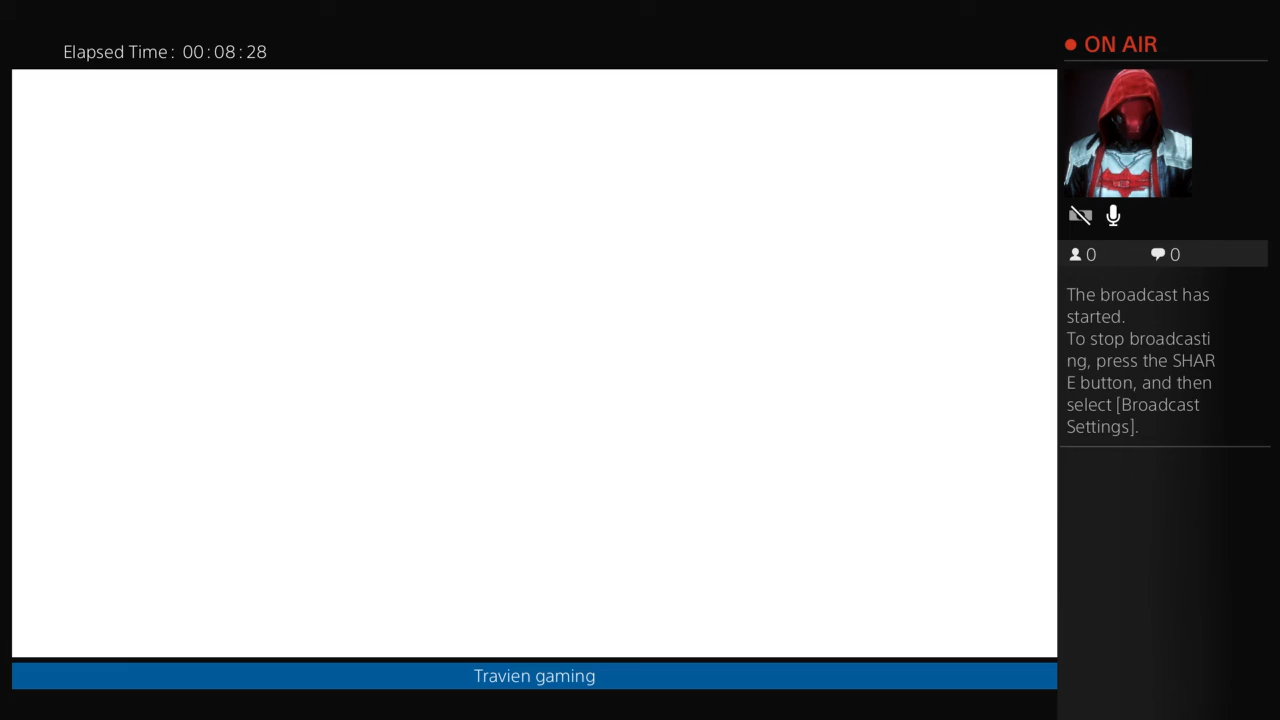 Elapsed Time: 00:08:28
ON AIR
0 0
The broadcast has
started.
To stop broadcasti
ng, press the SHAR
E button, and then
select [Broadcast
Settings].
Travien gaming